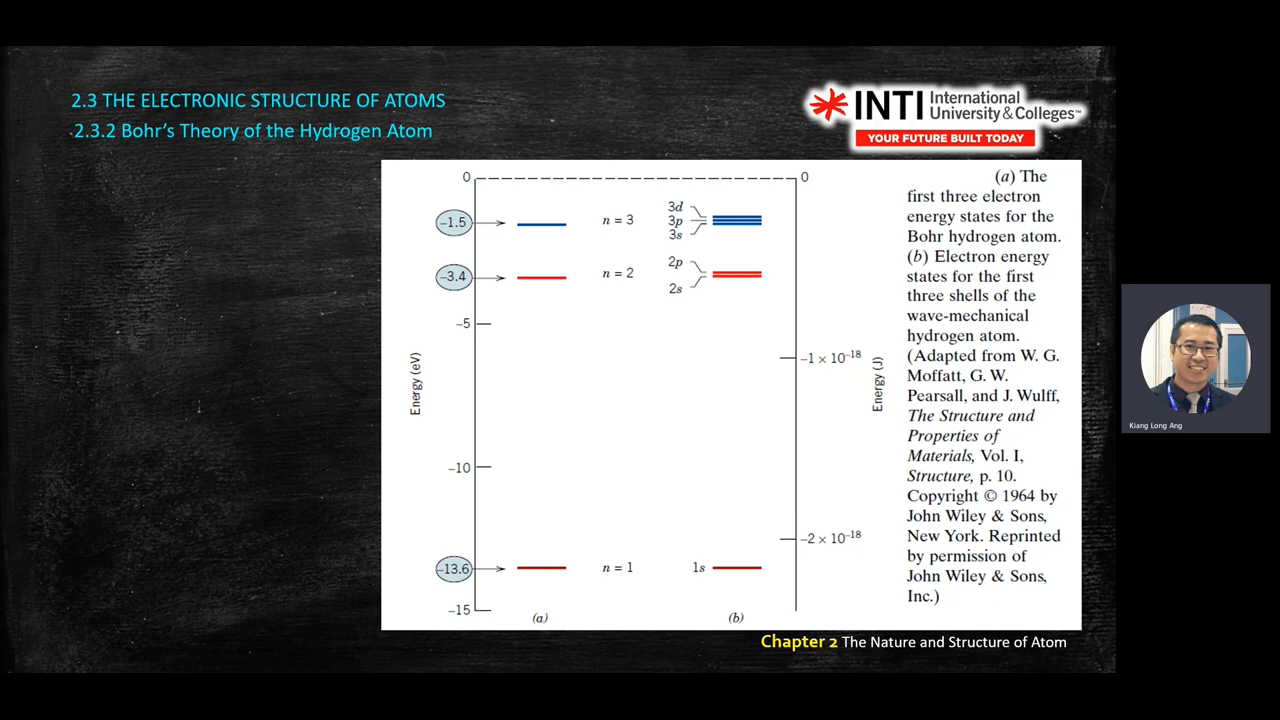 2.3 THE ELECTRONIC STRUCTURE OF ATOMS
2.3.2 Bohr's Theory of the Hydrogen Atom
INTI International
University & Colleges™
YOUR FUTURE BUILT TODAY
0
0
-1.5
n = 3
3d
3p
3s
-3.4
n = 2
2p
2s
-5
Energy (eV)
-1 × 10⁻¹⁸
Energy (J)
-10
-2 × 10⁻¹⁸
-13.6
n = 1
1s
-15
(a)
(b)
(a) The
first three electron
energy states for the
Bohr hydrogen atom.
(b) Electron energy
states for the first
three shells of the
wave-mechanical
hydrogen atom.
(Adapted from W. G.
Moffatt, G. W.
Pearsall, and J. Wulff,
The Structure and
Properties of
Materials, Vol. I,
Structure, p. 10.
Copyright © 1964 by
John Wiley & Sons,
New York. Reprinted
by permission of
John Wiley & Sons,
Inc.)
Kiang Long Ang
Chapter 2 The Nature and Structure of Atom